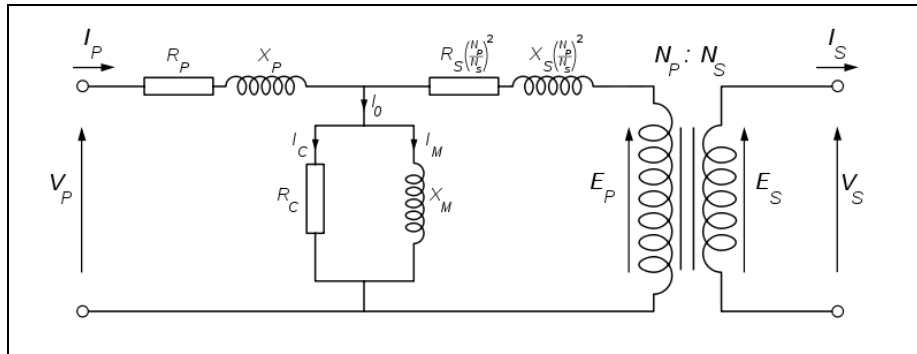 I_P
R_P
X_P
R_S(N_P/N_S)^2
X_S(N_P/N_S)^2
N_P : N_S
I_S
I_0
I_C
I_M
V_P
R_C
X_M
E_P
E_S
V_S